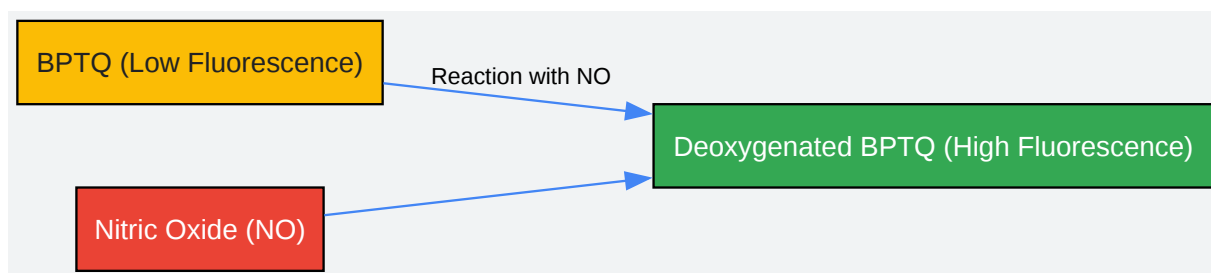 BPTQ (Low Fluorescence)
Reaction with NO
Deoxygenated BPTQ (High Fluorescence)
Nitric Oxide (NO)